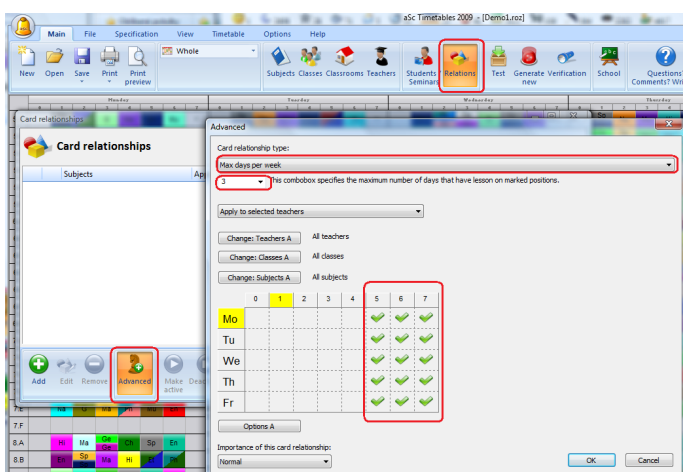 aSc Timetables 2009 - [Demo1.roz]
Main File Specification View Timetable Options Help
Whole
New Open Save Print Print preview Subjects Classes Classrooms Teachers Students Seminars Relations Test Generate new Verification School Questions Comments?
Monday Tuesday Wednesday Thursday
Card relationships
Advanced
Card relationships
Subjects
Card relationship type:
Max days per week
3 This combobox specifies the maximum number of days that have lesson on marked positions.
Apply to selected teachers
Change: Teachers A All teachers
Change: Classes A All classes
Change: Subjects A All subjects
0 1 2 3 4 5 6 7
Mo
Tu
We
Th
Fr
Add Edit Remove Advanced Make active
Options A
7.F
8.A Hi Ma Ge Ch Sp En
8.B Sp Ma Hi
Importance of this card relationship:
Normal
OK Cancel